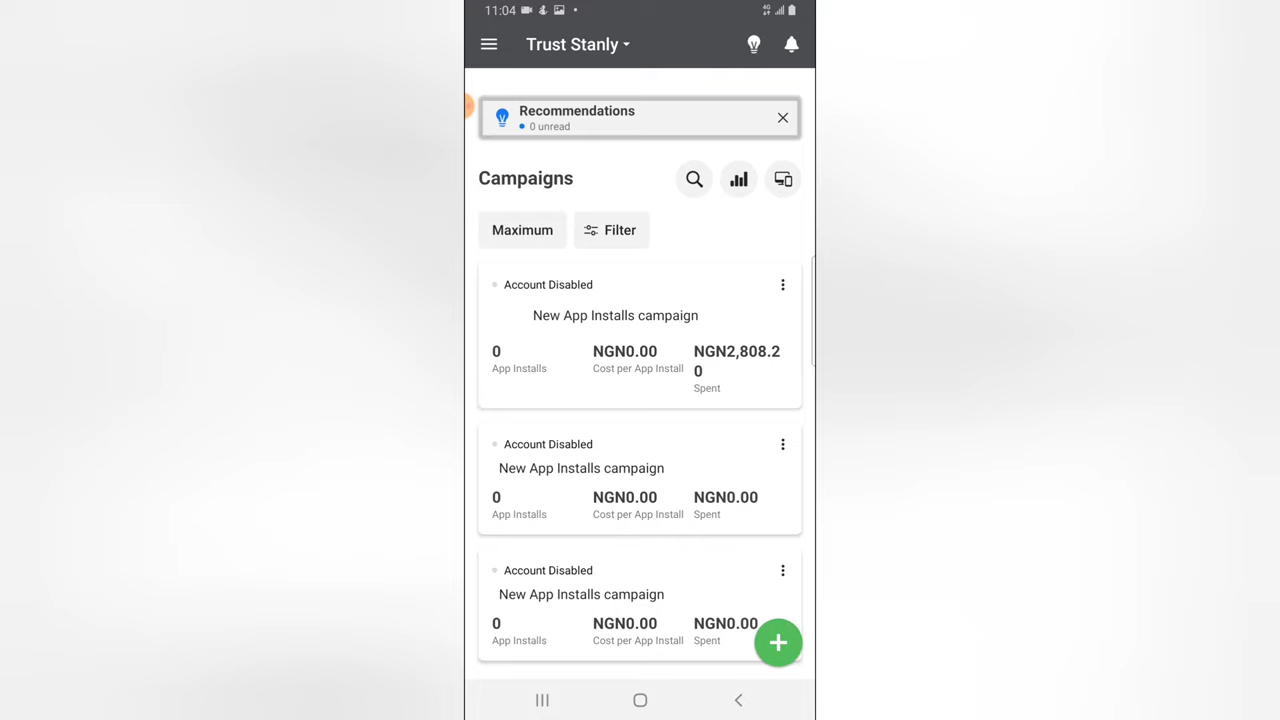 11:04
4G
Trust Stanly
Recommendations
0 unread
Campaigns
Maximum
Filter
Account Disabled
New App Installs campaign
0
NGN0.00
NGN2,808.2
0
App Installs
Cost per App Install
Spent
Account Disabled
New App Installs campaign
0
NGN0.00
NGN0.00
App Installs
Cost per App Install
Spent
Account Disabled
New App Installs campaign
0
NGN0.00
NGN0.00
App Installs
Cost per App Install
Spent